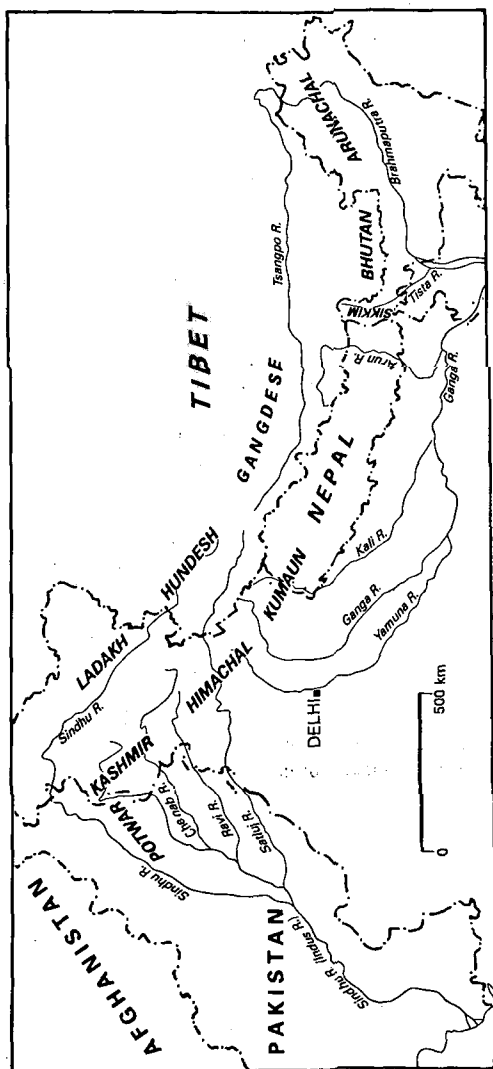 AFGHANISTAN
PAKISTAN
Sindhu R. (Indus R.)
Sindhu R.
POTWAR
KASHMIR
Chenab R.
Ravi R.
Satluj R.
Sindhu R.
LADAKH
HUNDESH
HIMACHAL
KUMAUN
DELHI
0
500 km
Yamuna R.
Ganga R.
Kali R.
NEPAL
TIBET
GANGDESE
Tsangpo R.
Arun R.
Ganga R.
SIKKIM
Tista R.
BHUTAN
ARUNACHAL
Brahmaputra R.